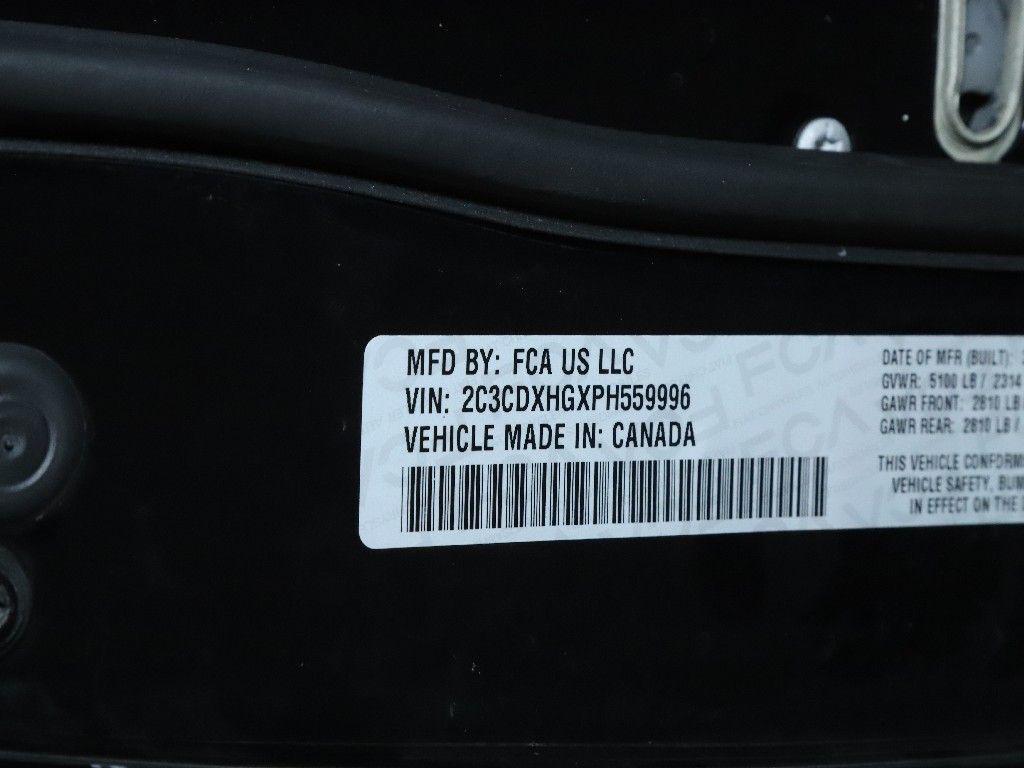 MFD BY: FCA US LLC
VIN: 2C3CDXHGXPH559996
VEHICLE MADE IN: CANADA
DATE OF MFR (BUILT):
GVWR: 5100 LB / 2314
GAWR FRONT: 2810 LB
GAWR REAR: 2810 LB /
THIS VEHICLE CONFORM
VEHICLE SAFETY, BUM
IN EFFECT ON THE